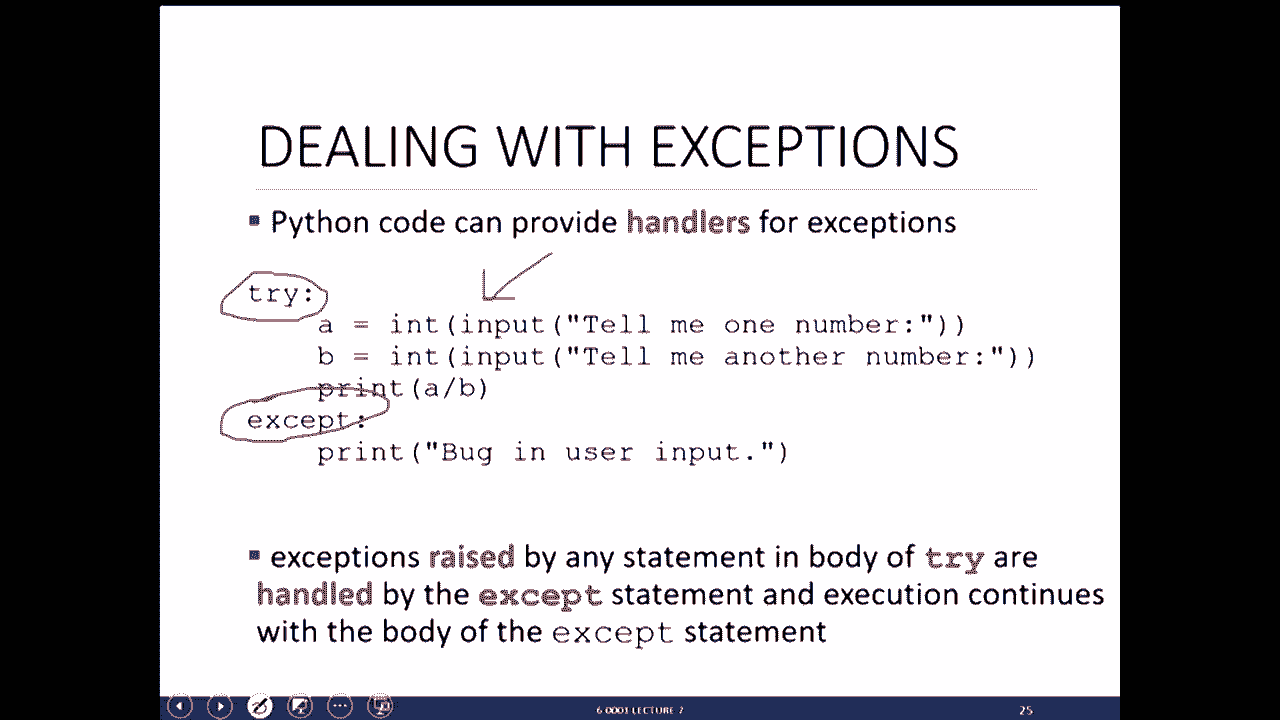 DEALING WITH EXCEPTIONS
▪ Python code can provide handlers for exceptions
try:
    a = int(input("Tell me one number:"))
    b = int(input("Tell me another number:"))
    print(a/b)
except:
    print("Bug in user input.")
▪ exceptions raised by any statement in body of try are
handled by the except statement and execution continues
with the body of the except statement
6 0001 LECTURE 7
25